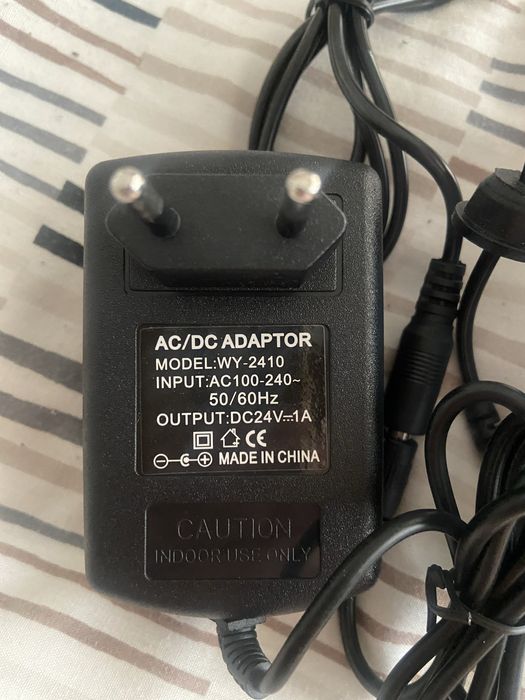 AC/DC ADAPTOR
MODEL:WY-2410
INPUT:AC100-240~
50/60Hz
OUTPUT:DC24V⎓1A
CE
MADE IN CHINA
CAUTION
INDOOR USE ONLY